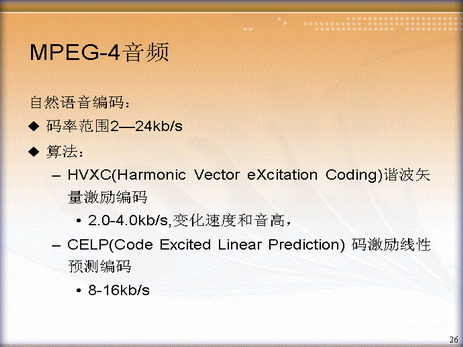 MPEG-4音频
自然语音编码：
◆ 码率范围2—24kb/s
◆ 算法：
– HVXC(Harmonic Vector eXcitation Coding)谐波矢
量激励编码
• 2.0-4.0kb/s,变化速度和音高，
– CELP(Code Excited Linear Prediction) 码激励线性
预测编码
• 8-16kb/s
26